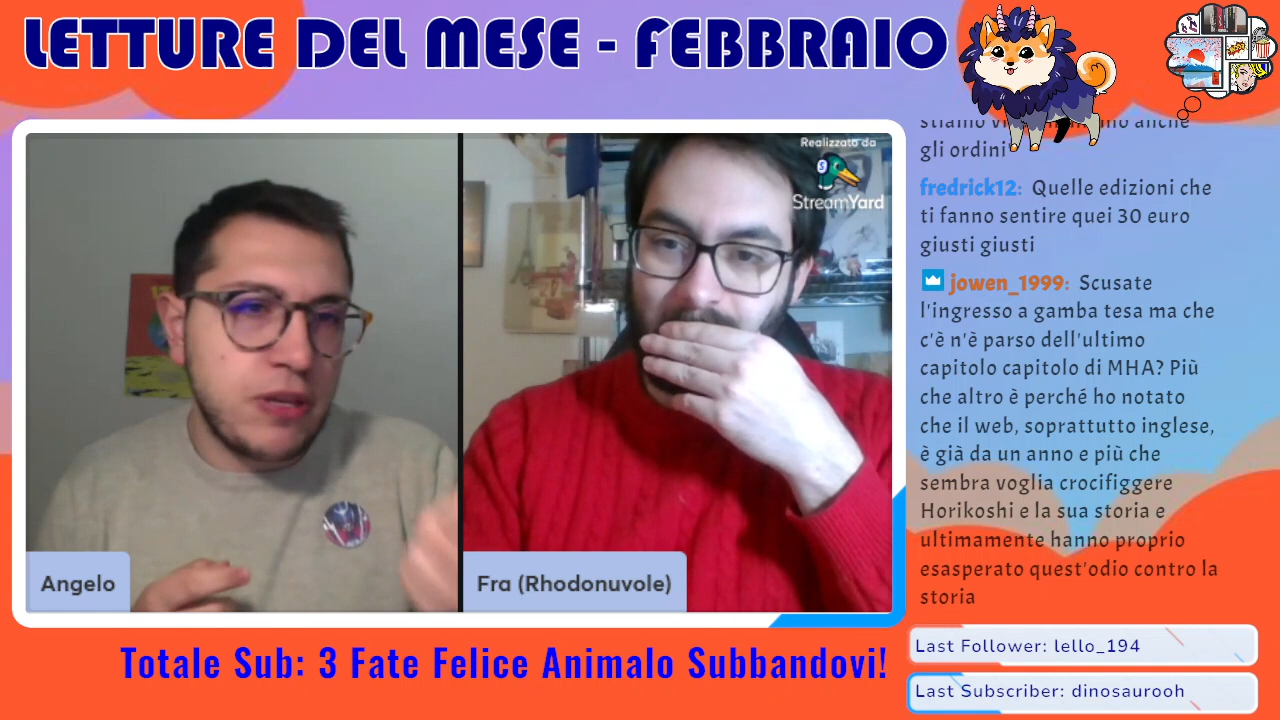 LETTURE DEL MESE - FEBBRAIO
Realizzato da
StreamYard
Angelo
Fra (Rhodonuvole)
stiamo anche
gli ordini
fredrick12: Quelle edizioni che
ti fanno sentire quei 30 euro
giusti giusti
jowen_1999: Scusate
l'ingresso a gamba tesa ma che
c'è n'è parso dell'ultimo
capitolo capitolo di MHA? Più
che altro è perché ho notato
che il web, soprattutto inglese,
è già da un anno e più che
sembra voglia crocifiggere
Horikoshi e la sua storia e
ultimamente hanno proprio
esasperato quest'odio contro la
storia
Last Follower: lello_194
Last Subscriber: dinosaurooh
Totale Sub: 3 Fate Felice Animalo Subbandovi!